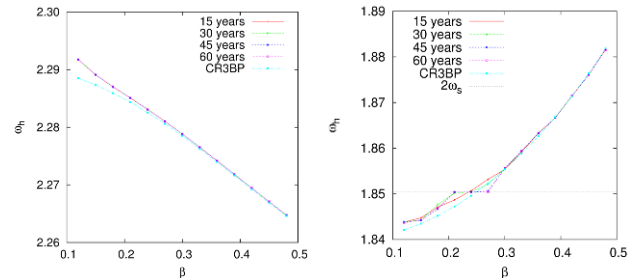 2.30
2.29
2.28
2.27
2.26
0.1 0.2 0.3 0.4 0.5
ωh
β
15 years
30 years
45 years
60 years
CR3BP
1.89
1.88
1.87
1.86
1.85
1.84
0.1 0.2 0.3 0.4 0.5
ωh
β
15 years
30 years
45 years
60 years
CR3BP
2ωs